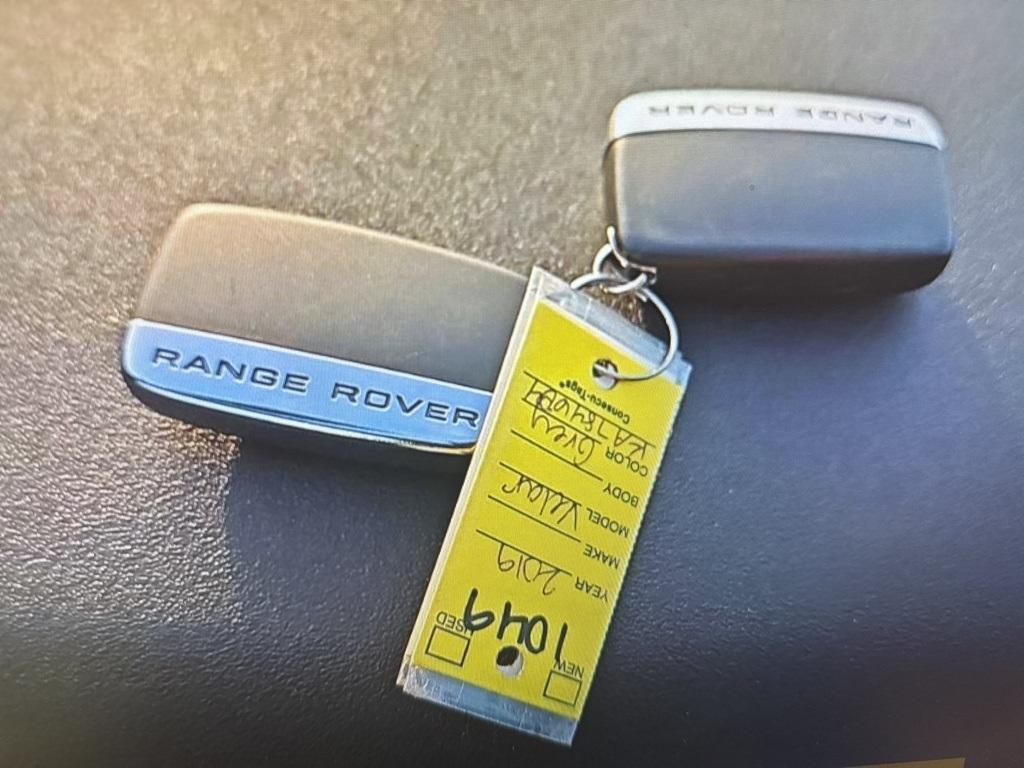 RANGE ROVER
RANGE ROVER
NEW
USED
1049
YEAR 2019
MAKE
MODEL Velar
BODY
COLOR Grey
Consecu-Tags®